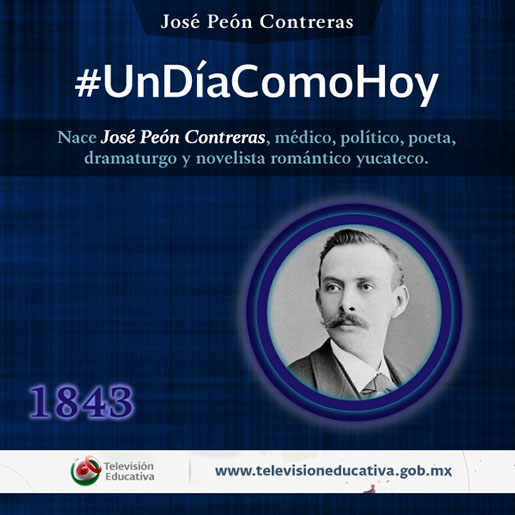 José Peón Contreras
#UnDíaComoHoy
Nace José Peón Contreras, médico, político, poeta,
dramaturgo y novelista romántico yucateco.
1843
Televisión
Educativa
www.televisioneducativa.gob.mx